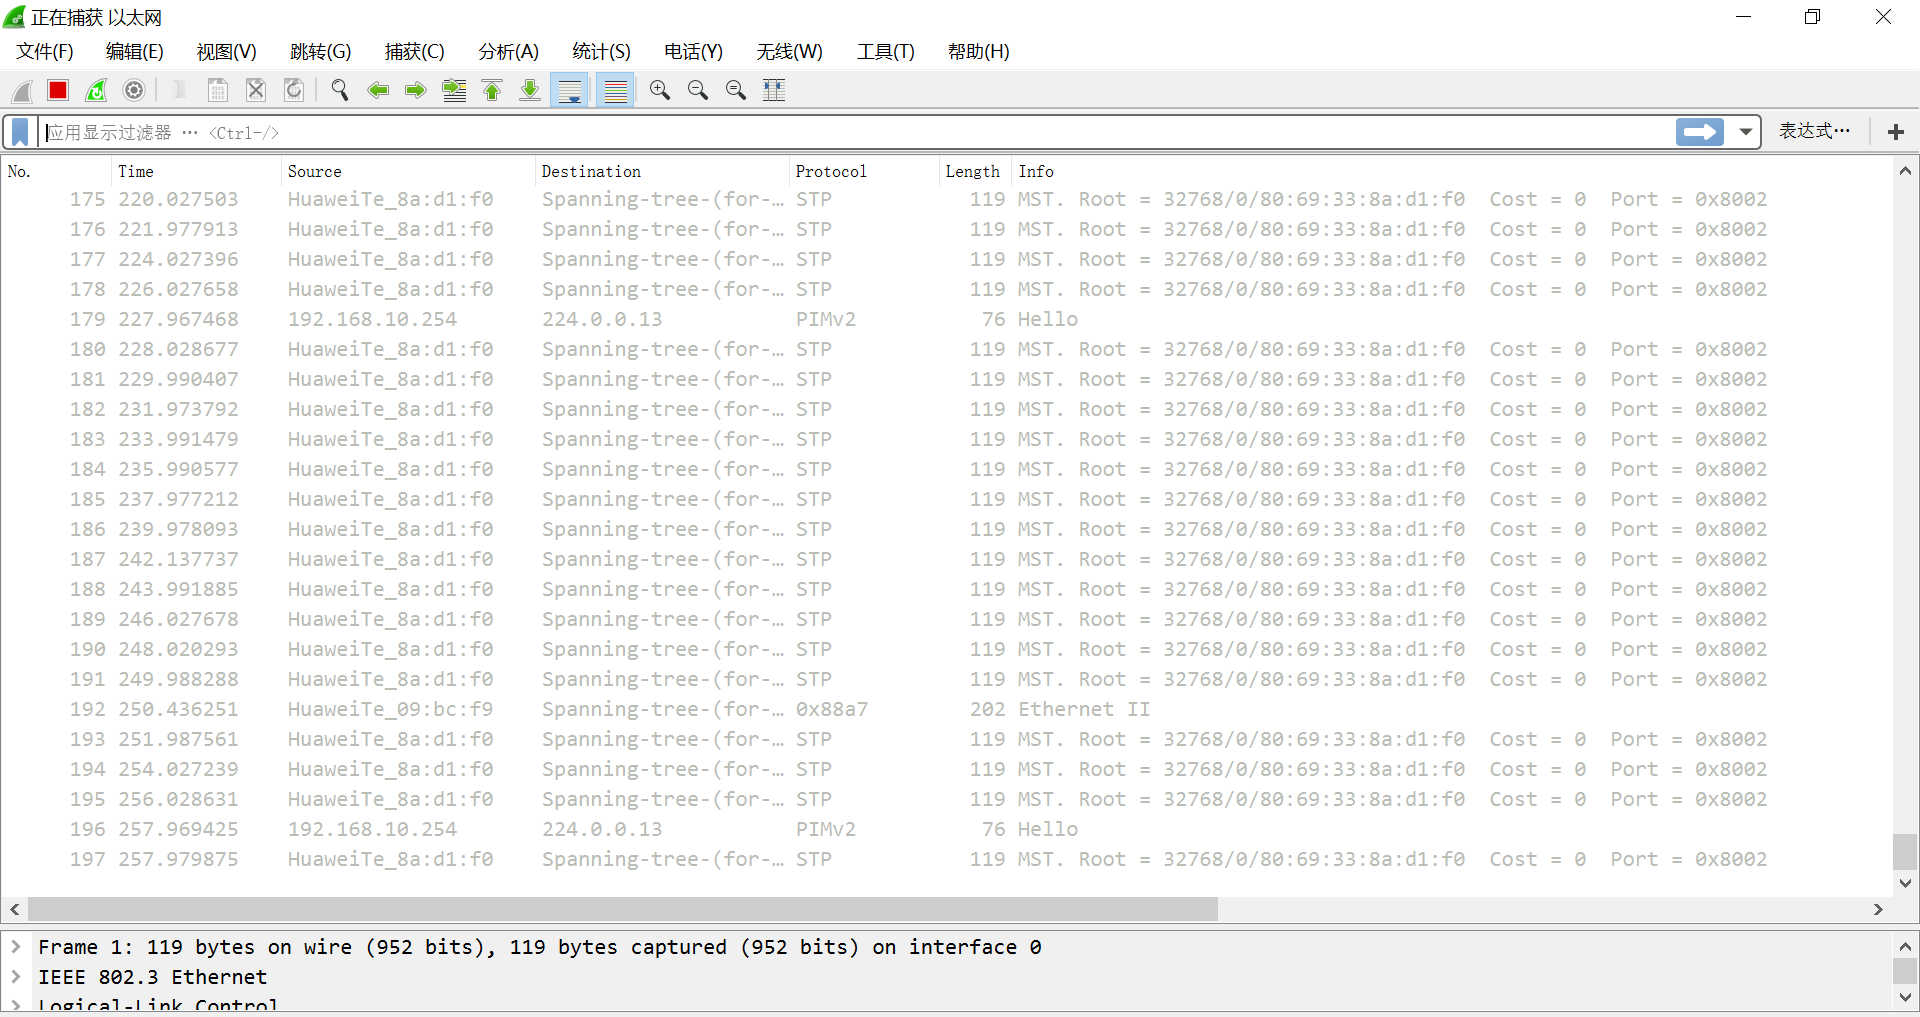 正在捕获 以太网
文件(F) 编辑(E) 视图(V) 跳转(G) 捕获(C) 分析(A) 统计(S) 电话(Y) 无线(W) 工具(T) 帮助(H)
应用显示过滤器 … <Ctrl-/> 表达式…
No. Time Source Destination Protocol Length Info
175 220.027503 HuaweiTe_8a:d1:f0 Spanning-tree-(for-… STP 119 MST. Root = 32768/0/80:69:33:8a:d1:f0 Cost = 0 Port = 0x8002
176 221.977913 HuaweiTe_8a:d1:f0 Spanning-tree-(for-… STP 119 MST. Root = 32768/0/80:69:33:8a:d1:f0 Cost = 0 Port = 0x8002
177 224.027396 HuaweiTe_8a:d1:f0 Spanning-tree-(for-… STP 119 MST. Root = 32768/0/80:69:33:8a:d1:f0 Cost = 0 Port = 0x8002
178 226.027658 HuaweiTe_8a:d1:f0 Spanning-tree-(for-… STP 119 MST. Root = 32768/0/80:69:33:8a:d1:f0 Cost = 0 Port = 0x8002
179 227.967468 192.168.10.254 224.0.0.13 PIMv2 76 Hello
180 228.028677 HuaweiTe_8a:d1:f0 Spanning-tree-(for-… STP 119 MST. Root = 32768/0/80:69:33:8a:d1:f0 Cost = 0 Port = 0x8002
181 229.990407 HuaweiTe_8a:d1:f0 Spanning-tree-(for-… STP 119 MST. Root = 32768/0/80:69:33:8a:d1:f0 Cost = 0 Port = 0x8002
182 231.973792 HuaweiTe_8a:d1:f0 Spanning-tree-(for-… STP 119 MST. Root = 32768/0/80:69:33:8a:d1:f0 Cost = 0 Port = 0x8002
183 233.991479 HuaweiTe_8a:d1:f0 Spanning-tree-(for-… STP 119 MST. Root = 32768/0/80:69:33:8a:d1:f0 Cost = 0 Port = 0x8002
184 235.990577 HuaweiTe_8a:d1:f0 Spanning-tree-(for-… STP 119 MST. Root = 32768/0/80:69:33:8a:d1:f0 Cost = 0 Port = 0x8002
185 237.977212 HuaweiTe_8a:d1:f0 Spanning-tree-(for-… STP 119 MST. Root = 32768/0/80:69:33:8a:d1:f0 Cost = 0 Port = 0x8002
186 239.978093 HuaweiTe_8a:d1:f0 Spanning-tree-(for-… STP 119 MST. Root = 32768/0/80:69:33:8a:d1:f0 Cost = 0 Port = 0x8002
187 242.137737 HuaweiTe_8a:d1:f0 Spanning-tree-(for-… STP 119 MST. Root = 32768/0/80:69:33:8a:d1:f0 Cost = 0 Port = 0x8002
188 243.991885 HuaweiTe_8a:d1:f0 Spanning-tree-(for-… STP 119 MST. Root = 32768/0/80:69:33:8a:d1:f0 Cost = 0 Port = 0x8002
189 246.027678 HuaweiTe_8a:d1:f0 Spanning-tree-(for-… STP 119 MST. Root = 32768/0/80:69:33:8a:d1:f0 Cost = 0 Port = 0x8002
190 248.020293 HuaweiTe_8a:d1:f0 Spanning-tree-(for-… STP 119 MST. Root = 32768/0/80:69:33:8a:d1:f0 Cost = 0 Port = 0x8002
191 249.988288 HuaweiTe_8a:d1:f0 Spanning-tree-(for-… STP 119 MST. Root = 32768/0/80:69:33:8a:d1:f0 Cost = 0 Port = 0x8002
192 250.436251 HuaweiTe_09:bc:f9 Spanning-tree-(for-… 0x88a7 202 Ethernet II
193 251.987561 HuaweiTe_8a:d1:f0 Spanning-tree-(for-… STP 119 MST. Root = 32768/0/80:69:33:8a:d1:f0 Cost = 0 Port = 0x8002
194 254.027239 HuaweiTe_8a:d1:f0 Spanning-tree-(for-… STP 119 MST. Root = 32768/0/80:69:33:8a:d1:f0 Cost = 0 Port = 0x8002
195 256.028631 HuaweiTe_8a:d1:f0 Spanning-tree-(for-… STP 119 MST. Root = 32768/0/80:69:33:8a:d1:f0 Cost = 0 Port = 0x8002
196 257.969425 192.168.10.254 224.0.0.13 PIMv2 76 Hello
197 257.979875 HuaweiTe_8a:d1:f0 Spanning-tree-(for-… STP 119 MST. Root = 32768/0/80:69:33:8a:d1:f0 Cost = 0 Port = 0x8002
Frame 1: 119 bytes on wire (952 bits), 119 bytes captured (952 bits) on interface 0
IEEE 802.3 Ethernet
Logical-Link Control